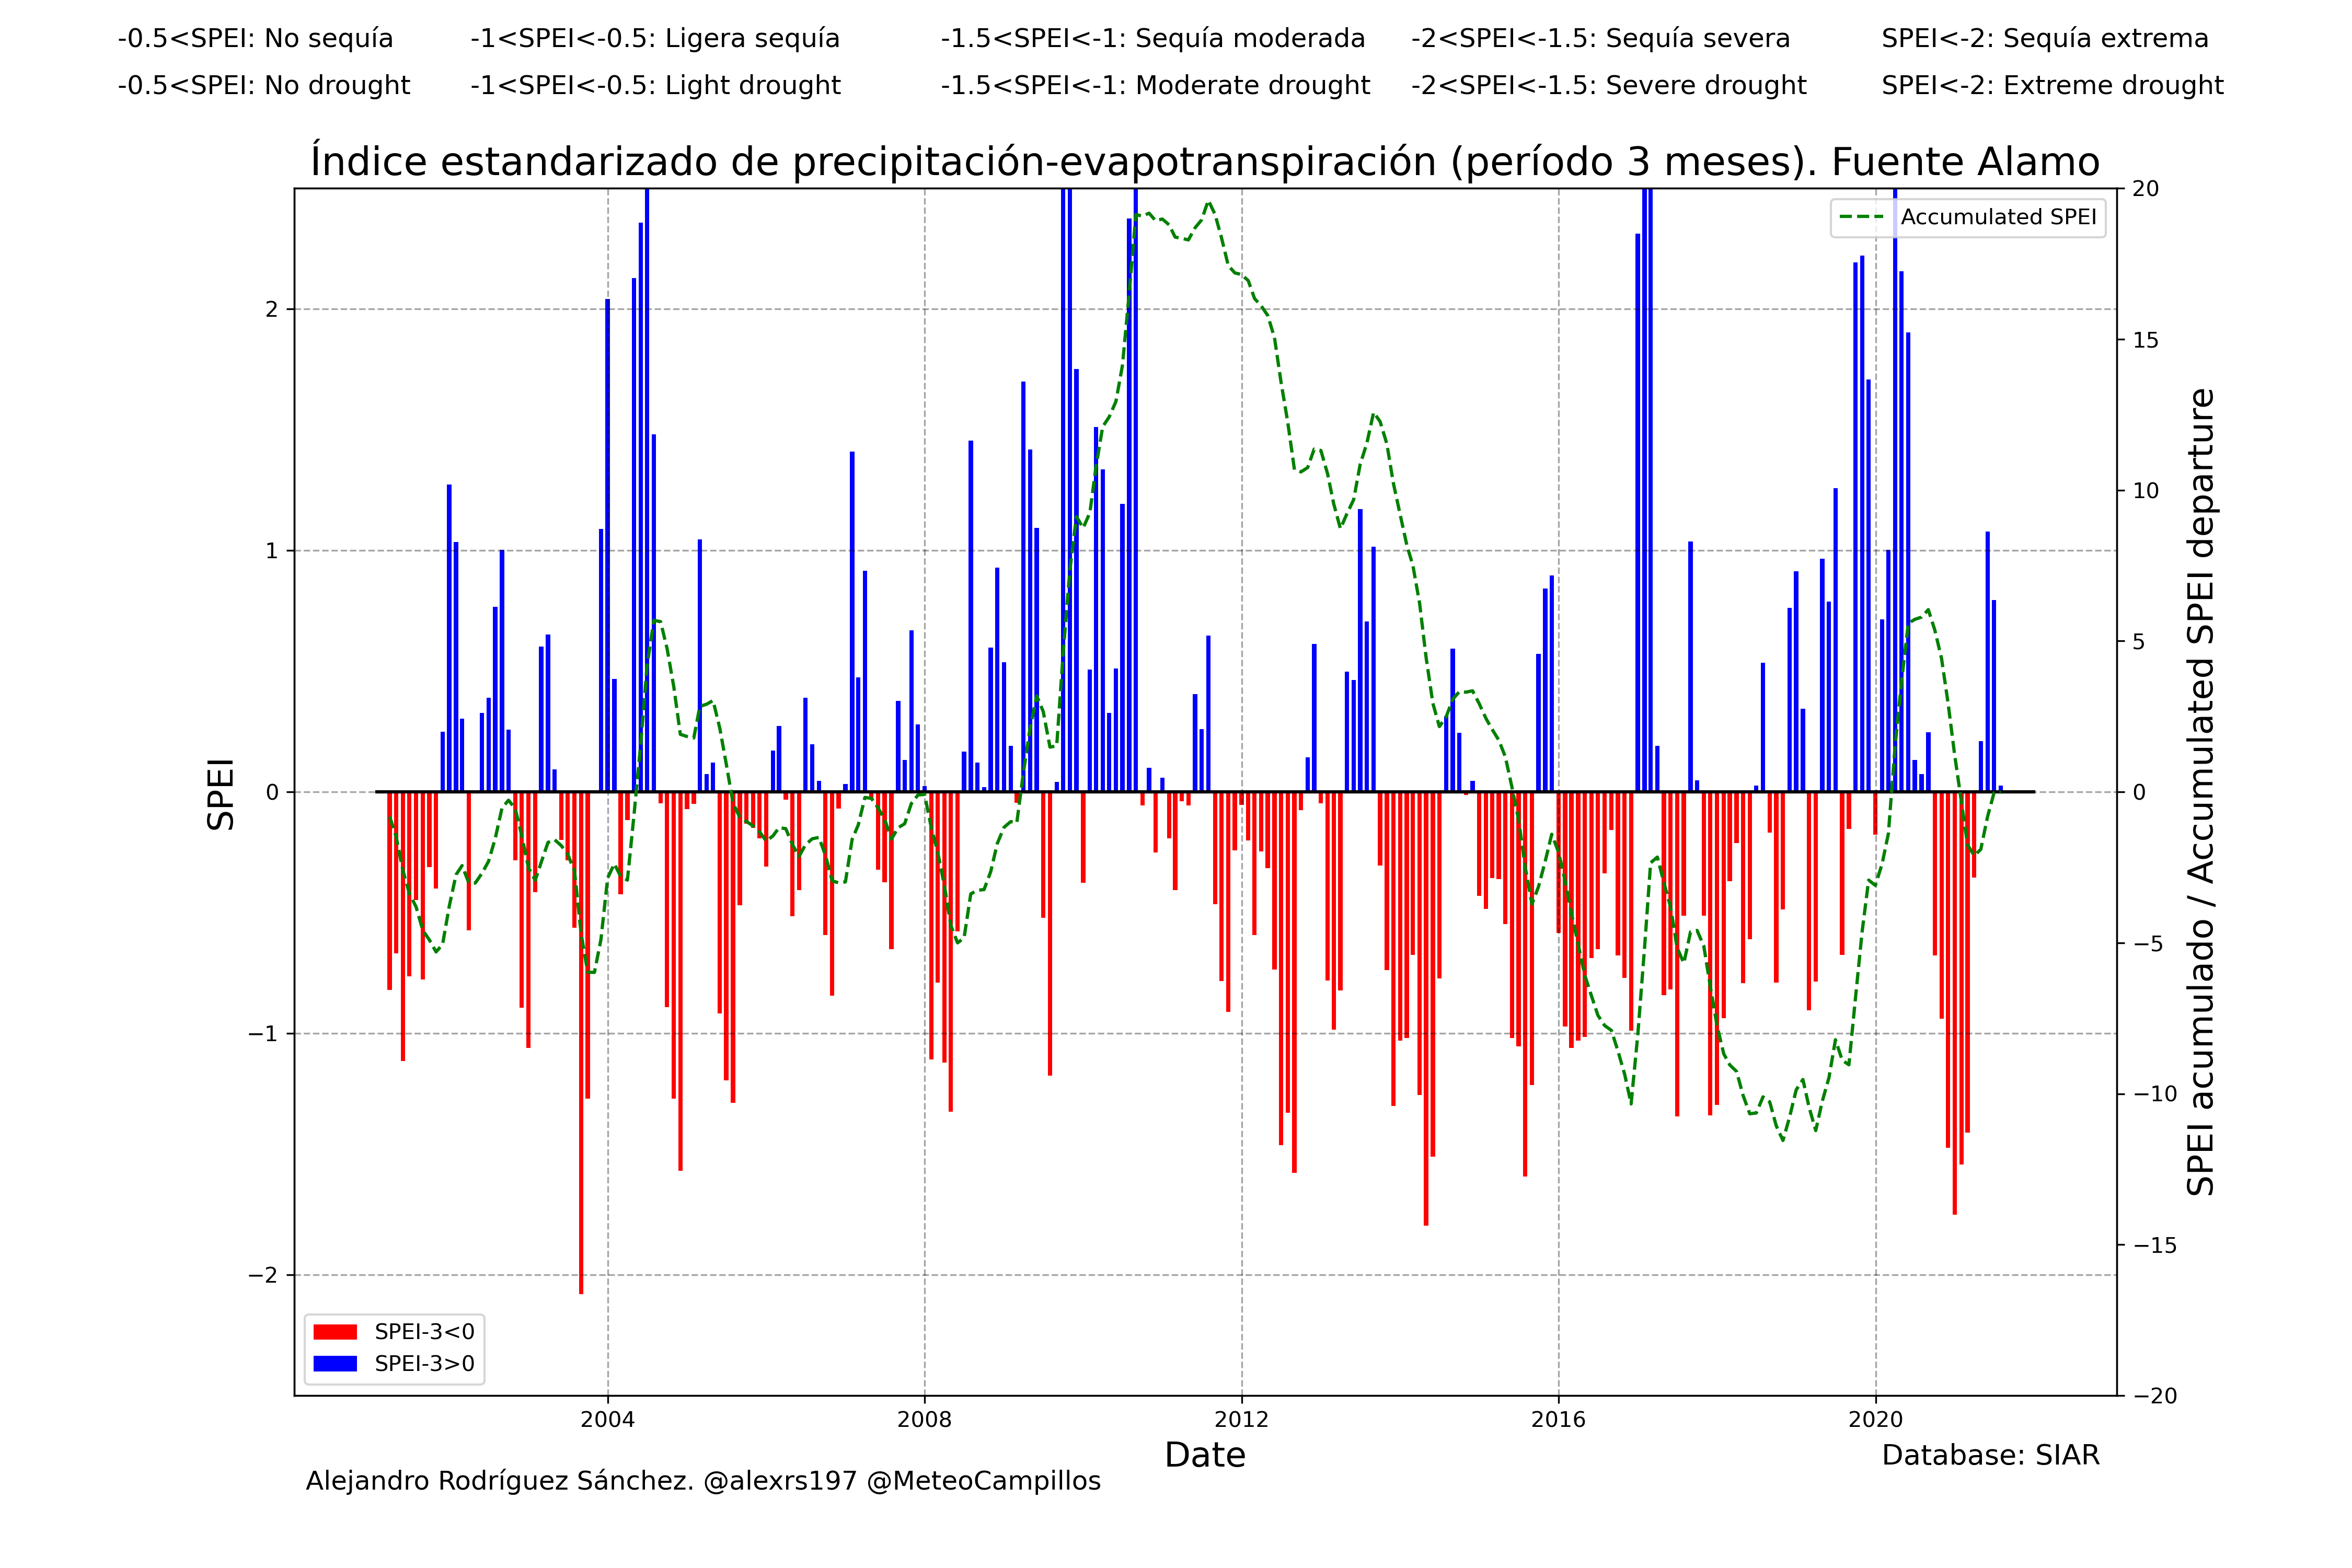 -0.5<SPEI: No sequía -1<SPEI<-0.5: Ligera sequía -1.5<SPEI<-1: Sequía moderada -2<SPEI<-1.5: Sequía severa SPEI<-2: Sequía extrema
-0.5<SPEI: No drought -1<SPEI<-0.5: Light drought -1.5<SPEI<-1: Moderate drought -2<SPEI<-1.5: Severe drought SPEI<-2: Extreme drought
Índice estandarizado de precipitación-evapotranspiración (período 3 meses). Fuente Alamo
Accumulated SPEI
SPEI
2
1
0
−1
−2
20
15
10
5
0
−5
−10
−15
−20
SPEI acumulado / Accumulated SPEI departure
SPEI-3<0
SPEI-3>0
2004 2008 2012 2016 2020
Date
Database: SIAR
Alejandro Rodríguez Sánchez. @alexrs197 @MeteoCampillos